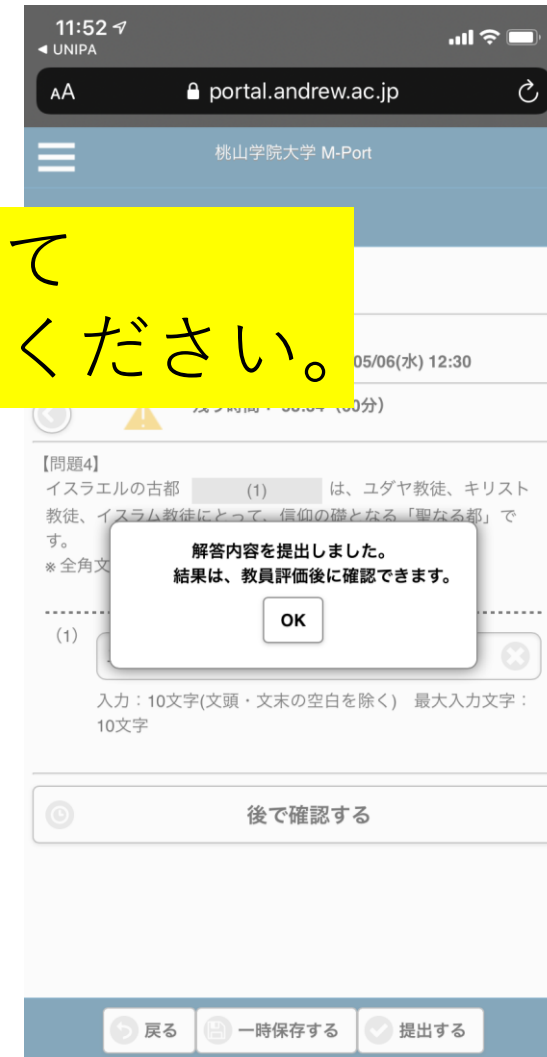 11:52
◀ UNIPA
AA portal.andrew.ac.jp
桃山学院大学 M-Port
て
ください。
05/06(水) 12:30
【問題4】
イスラエルの古都 (1) は、ユダヤ教徒、キリスト
教徒、イスラム教徒にとって、信仰の礎となる「聖なる都」で
す。
※ 全角文
解答内容を提出しました。
結果は、教員評価後に確認できます。
OK
(1)
入力：10文字(文頭・文末の空白を除く) 最大入力文字：
10文字
後で確認する
戻る 一時保存する 提出する